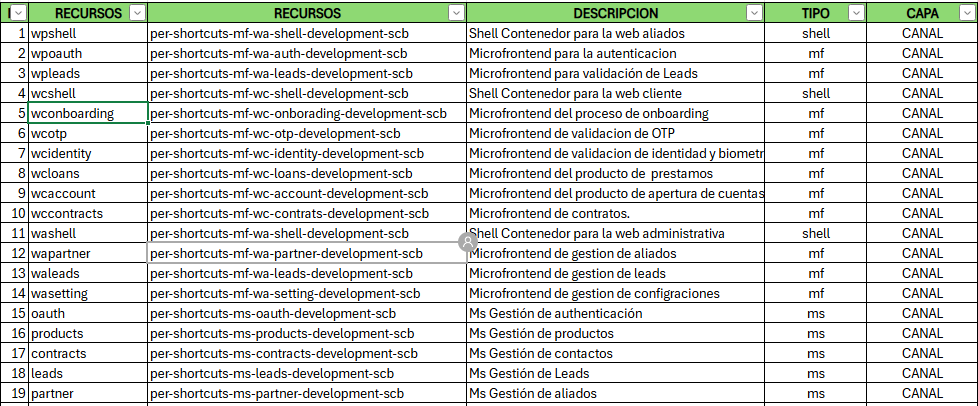 RECURSOS RECURSOS DESCRIPCION TIPO CAPA
1 wpshell per-shortcuts-mf-wa-shell-development-scb Shell Contenedor para la web aliados shell CANAL
2 wpoauth per-shortcuts-mf-wa-auth-development-scb Microfrontend para la autenticacion mf CANAL
3 wpleads per-shortcuts-mf-wa-leads-development-scb Microfrontend para validación de Leads mf CANAL
4 wcshell per-shortcuts-mf-wc-shell-development-scb Shell Contenedor para la web cliente shell CANAL
5 wconboarding per-shortcuts-mf-wc-onborading-development-scb Microfrontend del proceso de onboarding mf CANAL
6 wcotp per-shortcuts-mf-wc-otp-development-scb Microfrontend de validacion de OTP mf CANAL
7 wcidentity per-shortcuts-mf-wc-identity-development-scb Microfrontend de validacion de identidad y biometr mf CANAL
8 wcloans per-shortcuts-mf-wc-loans-development-scb Microfrontend del producto de prestamos mf CANAL
9 wcaccount per-shortcuts-mf-wc-account-development-scb Microfrontend del producto de apertura de cuentas mf CANAL
10 wccontracts per-shortcuts-mf-wc-contrats-development-scb Microfrontend de contratos. mf CANAL
11 washell per-shortcuts-mf-wa-shell-development-scb Shell Contenedor para la web administrativa shell CANAL
12 wapartner per-shortcuts-mf-wa-partner-development-scb Microfrontend de gestion de aliados mf CANAL
13 waleads per-shortcuts-mf-wa-leads-development-scb Microfrontend de gestion de leads mf CANAL
14 wasetting per-shortcuts-mf-wa-setting-development-scb Microfrontend de gestion de configraciones mf CANAL
15 oauth per-shortcuts-ms-oauth-development-scb Ms Gestión de authenticación ms CANAL
16 products per-shortcuts-ms-products-development-scb Ms Gestión de productos ms CANAL
17 contracts per-shortcuts-ms-contracts-development-scb Ms Gestión de contactos ms CANAL
18 leads per-shortcuts-ms-leads-development-scb Ms Gestión de Leads ms CANAL
19 partner per-shortcuts-ms-partner-development-scb Ms Gestión de aliados ms CANAL